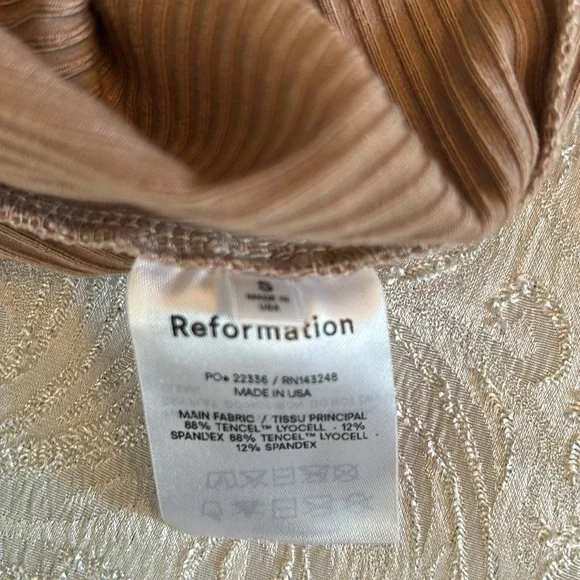 S
MADE IN
USA
Reformation
PO# 22336 / RN143248
MADE IN USA
MAIN FABRIC / TISSU PRINCIPAL
88% TENCEL™ LYOCELL · 12%
SPANDEX 88% TENCEL™ LYOCELL ·
12% SPANDEX